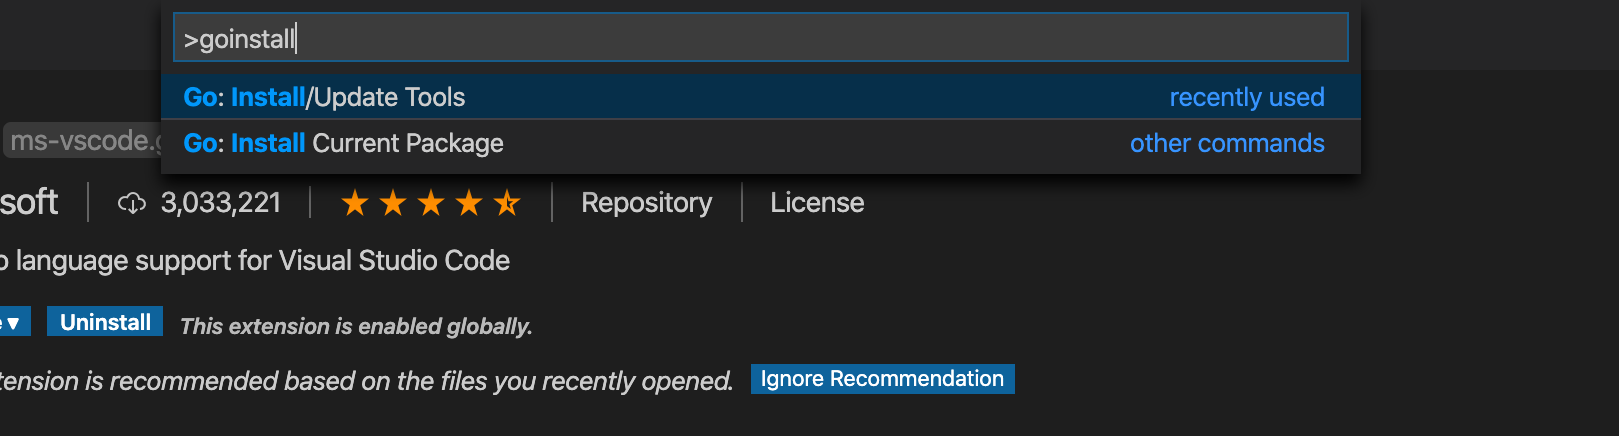 >goinstall
Go: Install/Update Tools recently used
Go: Install Current Package other commands
ms-vscode.
soft 3,033,221 Repository License
language support for Visual Studio Code
Uninstall This extension is enabled globally.
tension is recommended based on the files you recently opened. Ignore Recommendation